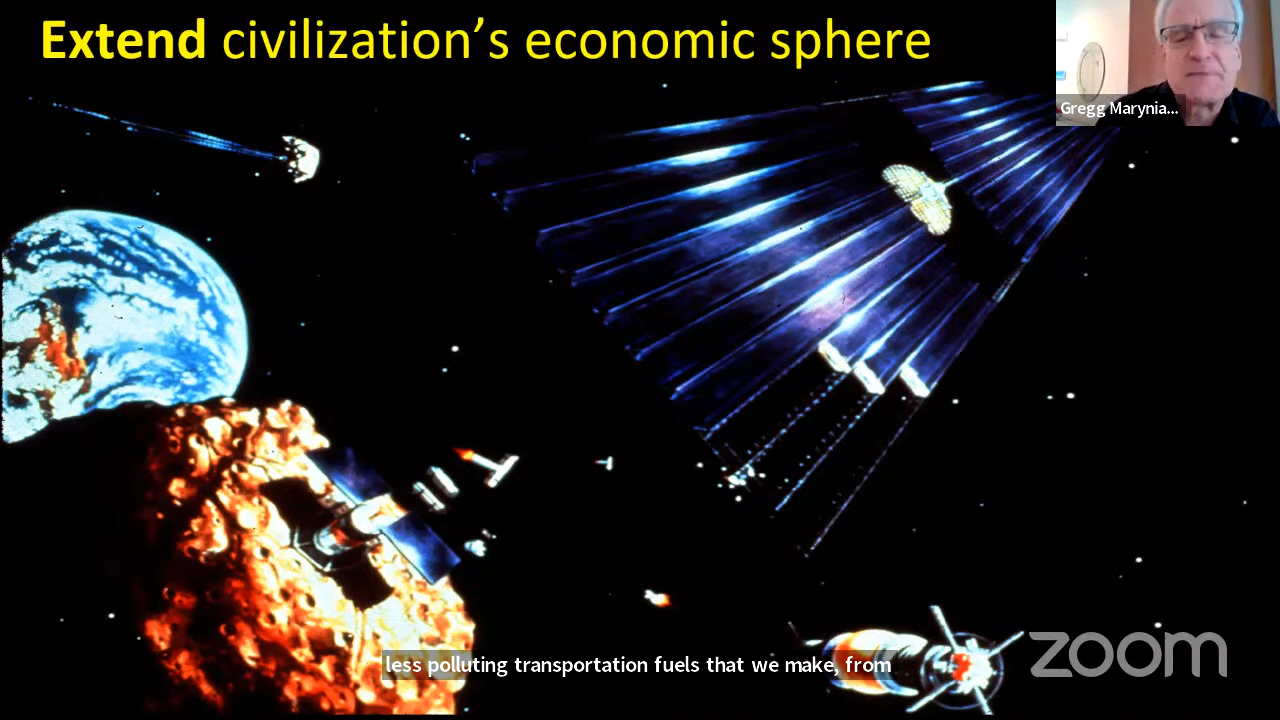 Extend civilization's economic sphere
Gregg Marynia...
less polluting transportation fuels that we make, from
zoom